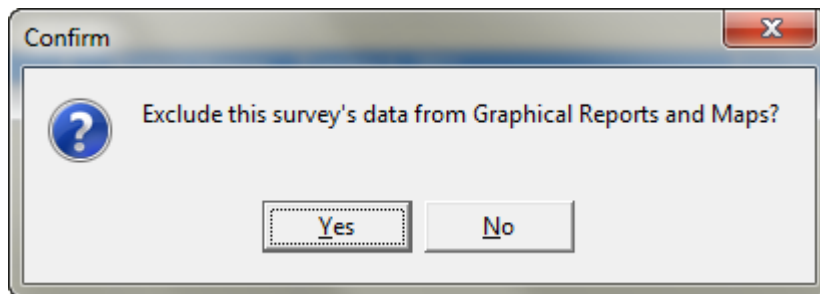 Confirm
Exclude this survey's data from Graphical Reports and Maps?
Yes
No